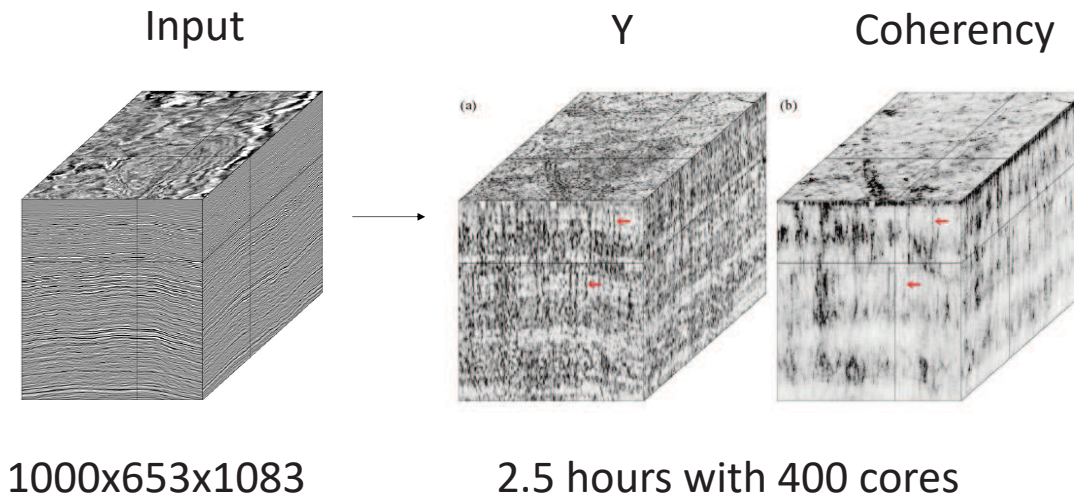 Input
Y
Coherency
(a)
(b)
1000x653x1083
2.5 hours with 400 cores